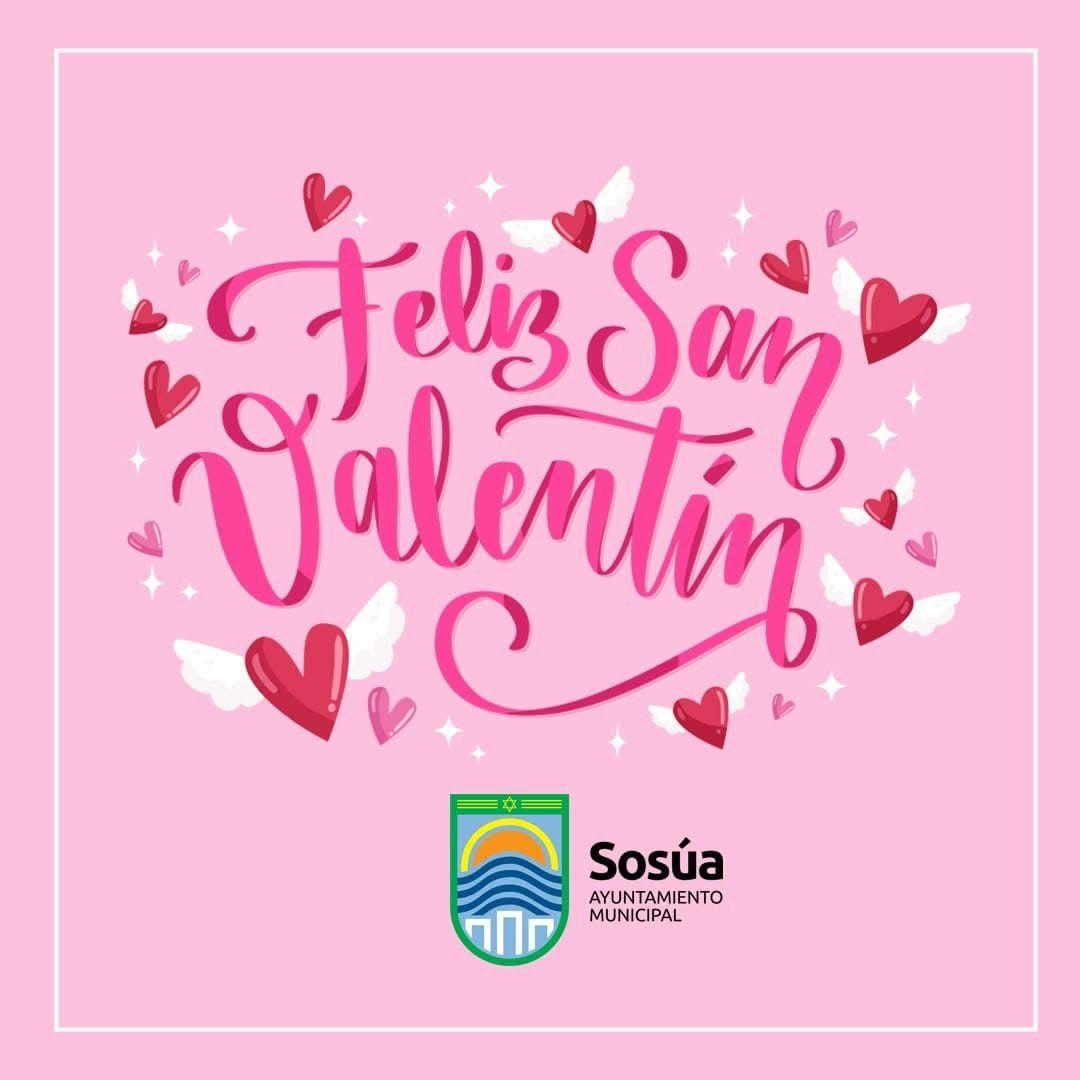 Feliz San
Valentín
Sosúa
AYUNTAMIENTO
MUNICIPAL